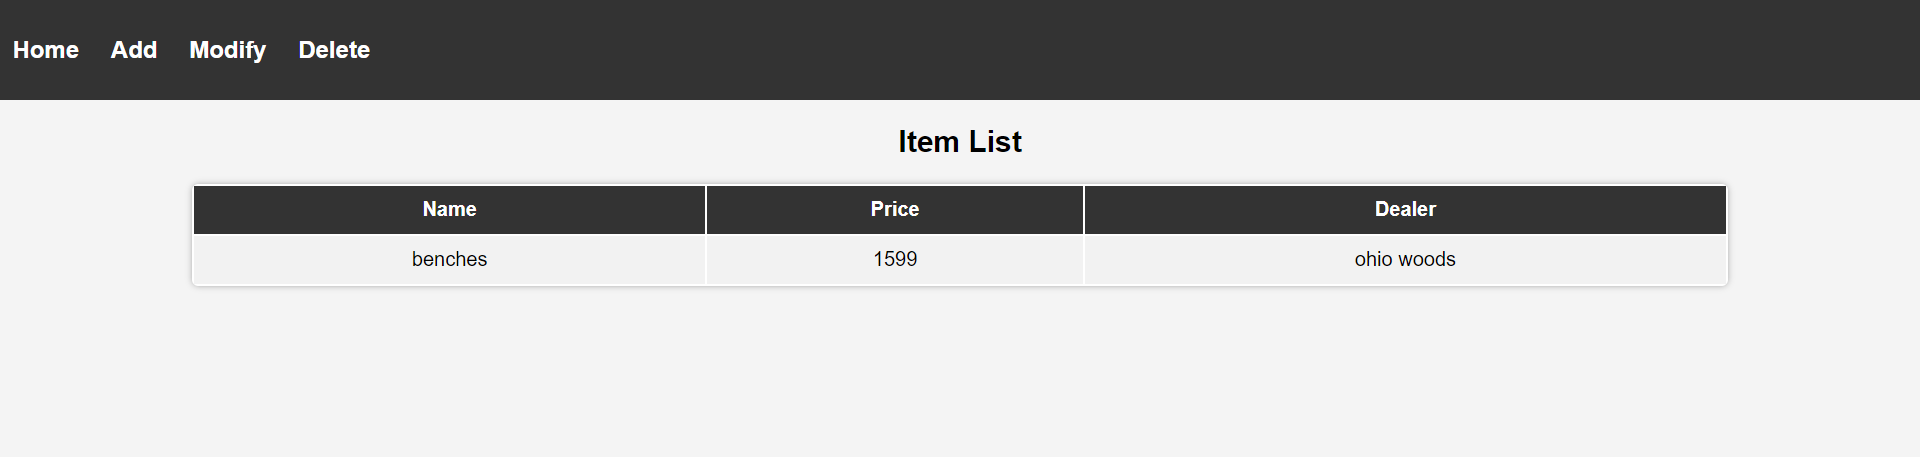 Home Add Modify Delete
Item List
Name Price Dealer
benches 1599 ohio woods